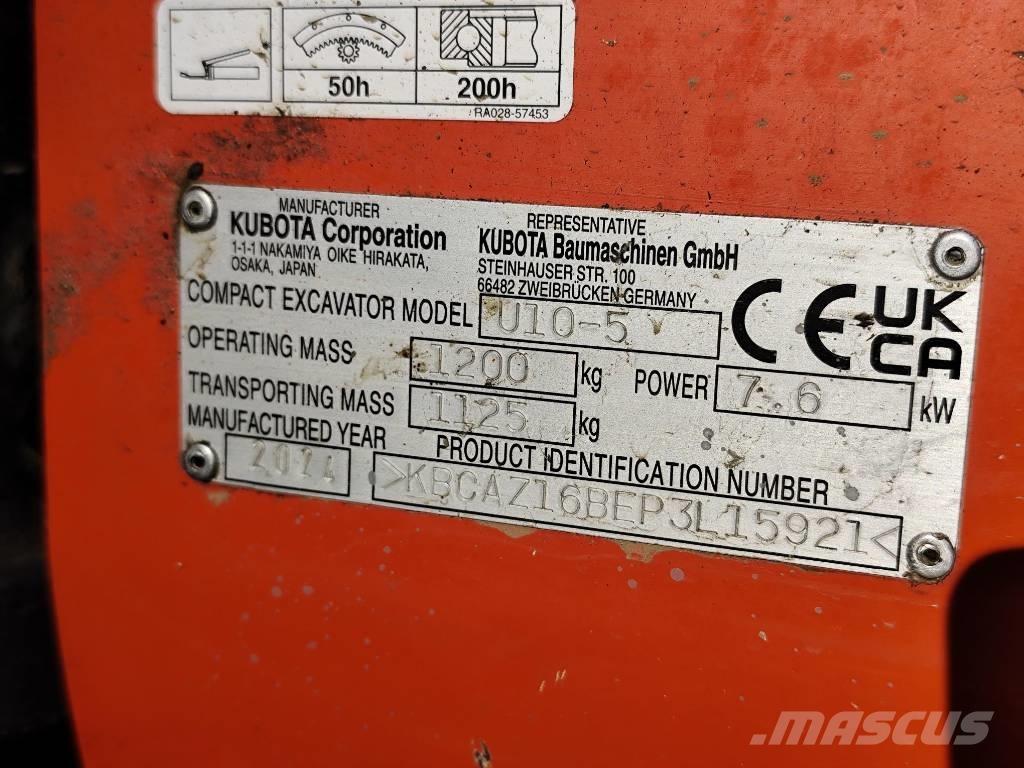 50h 200h
RA028-57453
MANUFACTURER
KUBOTA Corporation
1-1-1 NAKAMIYA OIKE HIRAKATA,
OSAKA, JAPAN
REPRESENTATIVE
KUBOTA Baumaschinen GmbH
STEINHAUSER STR. 100
66482 ZWEIBRÜCKEN GERMANY
COMPACT EXCAVATOR MODEL U10-5
CE UK
CA
OPERATING MASS 1200 kg POWER 7.6 kW
TRANSPORTING MASS 1125 kg
MANUFACTURED YEAR 2024
PRODUCT IDENTIFICATION NUMBER
>KBCAZ16BEP3L15921<
MASCUS